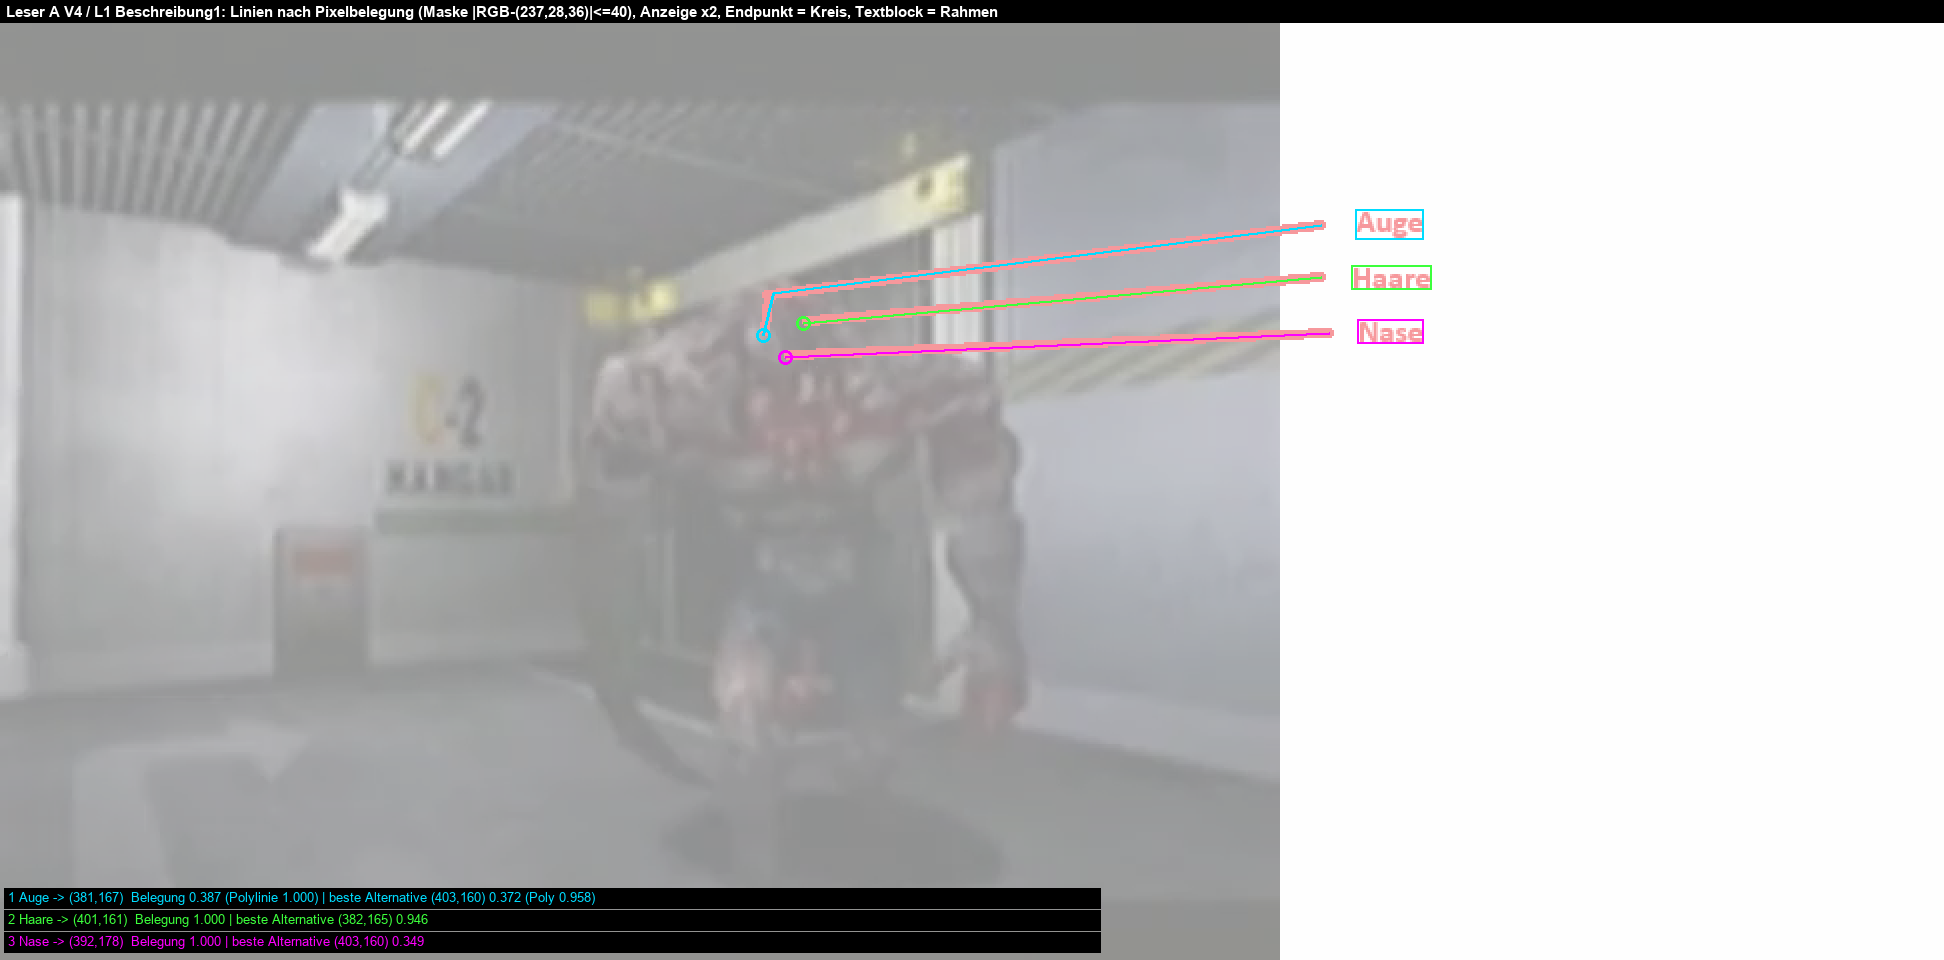 Leser A V4 / L1 Beschreibung1: Linien nach Pixelbelegung (Maske |RGB-(237,28,36)|<=40), Anzeige x2, Endpunkt = Kreis, Textblock = Rahmen
Auge
Haare
Nase
C-2
HANGAR
1 Auge -> (381,167)  Belegung 0.387 (Polylinie 1.000) | beste Alternative (403,160) 0.372 (Poly 0.958)
2 Haare -> (401,161)  Belegung 1.000 | beste Alternative (382,165) 0.946
3 Nase -> (392,178)  Belegung 1.000 | beste Alternative (403,160) 0.349